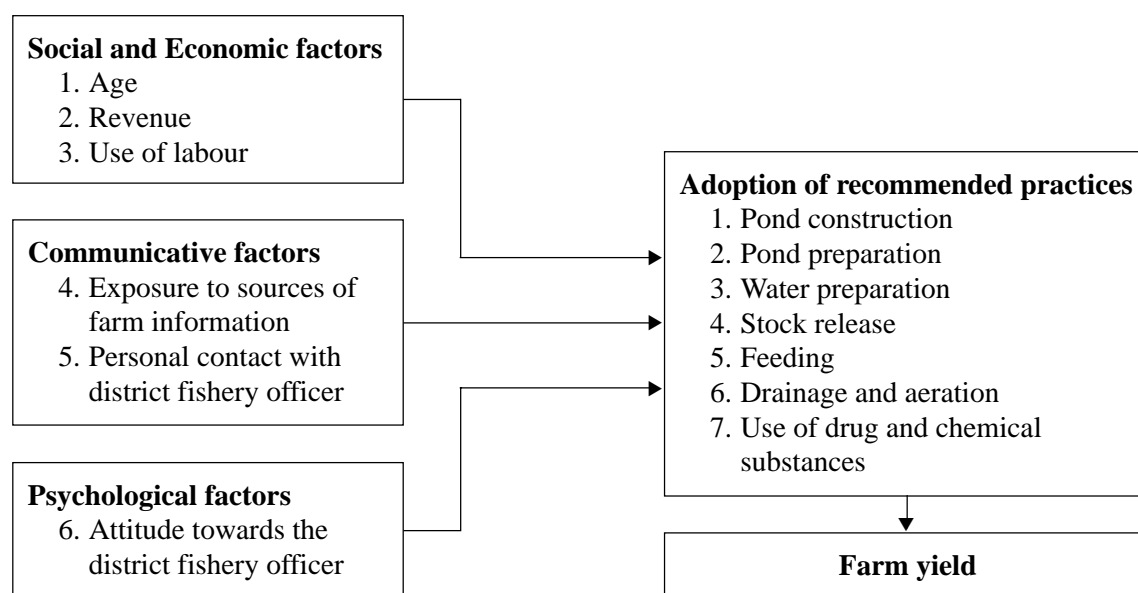 Social and Economic factors
1. Age
2. Revenue
3. Use of labour
Communicative factors
4. Exposure to sources of
farm information
5. Personal contact with
district fishery officer
Psychological factors
6. Attitude towards the
district fishery officer
Adoption of recommended practices
1. Pond construction
2. Pond preparation
3. Water preparation
4. Stock release
5. Feeding
6. Drainage and aeration
7. Use of drug and chemical
substances
Farm yield